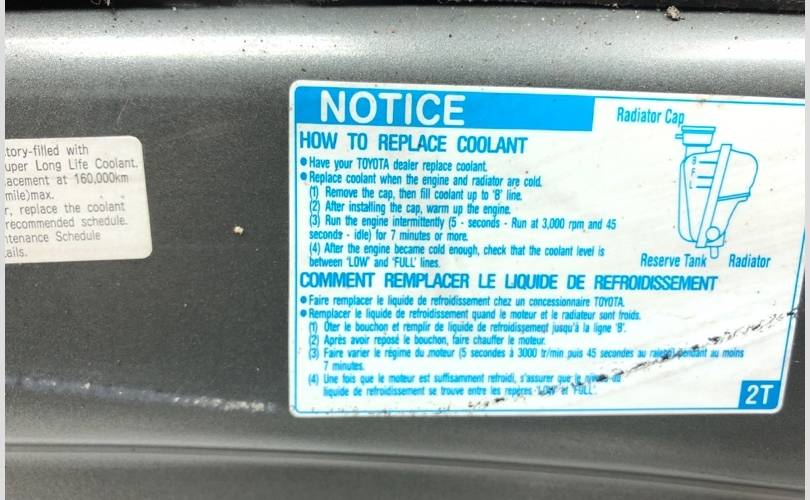 tory-filled with
uper Long Life Coolant.
acement at 160,000km
mile)max.
r, replace the coolant
recommended schedule.
ntenance Schedule
ails.
NOTICE
HOW TO REPLACE COOLANT
●Have your TOYOTA dealer replace coolant.
●Replace coolant when the engine and radiator are cold.
(1) Remove the cap, then fill coolant up to 'B' line.
(2) After installing the cap, warm up the engine.
(3) Run the engine intermittently (5 - seconds - Run at 3,000 rpm and 45
seconds - idle) for 7 minutes or more.
(4) After the engine became cold enough, check that the coolant level is
between 'LOW' and 'FULL' lines.
Radiator Cap
B
F
L
Reserve Tank
Radiator
COMMENT REMPLACER LE LIQUIDE DE REFROIDISSEMENT
●Faire remplacer le liquide de refroidissement chez un concessionnaire TOYOTA.
●Remplacer le liquide de refroidissement quand le moteur et le radiateur sont froids.
(1) Oter le bouchon et remplir de liquide de refroidissement jusqu'à la ligne 'B'.
(2) Après avoir reposé le bouchon, faire chauffer le moteur.
(3) Faire varier le régime du moteur (5 secondes à 3000 tr/min puis 45 secondes au ralenti) pendant au moins
7 minutes.
(4) Une fois que le moteur est suffisamment refroidi, s'assurer que le niveau du
liquide de refroidissement se trouve entre les repères 'LOW' et 'FULL'.
2T